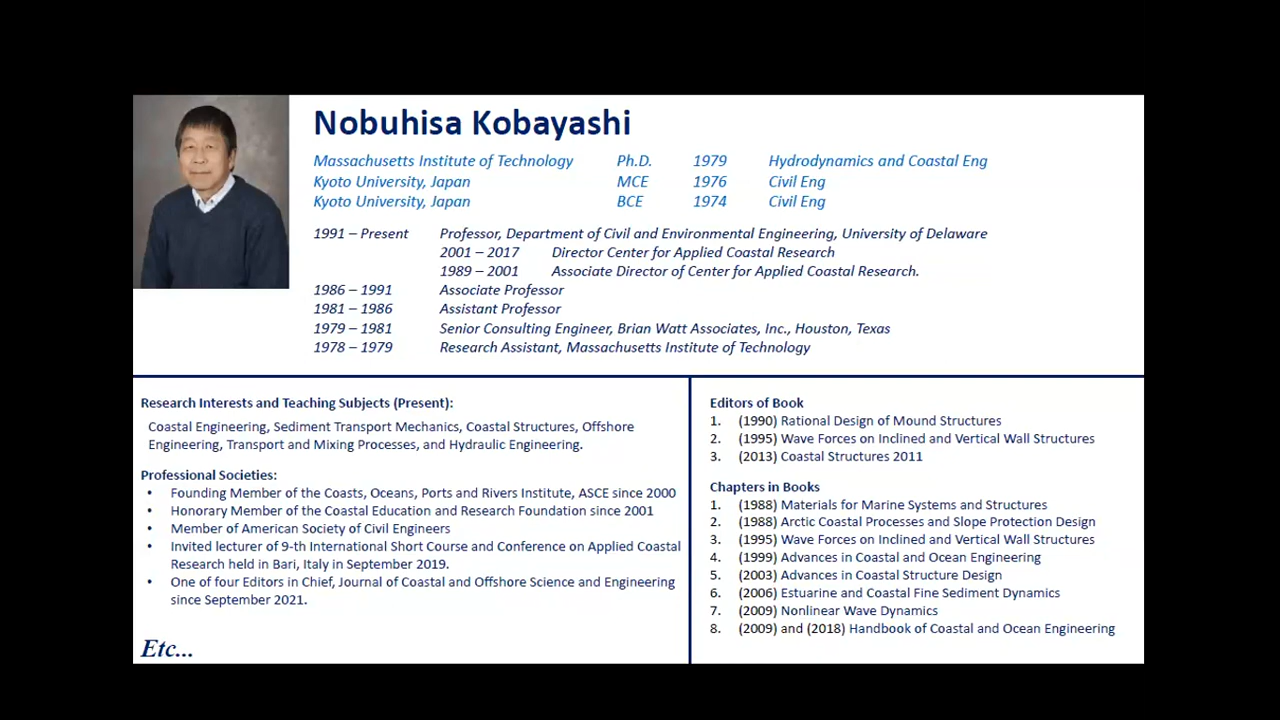 Nobuhisa Kobayashi
Massachusetts Institute of Technology Ph.D. 1979 Hydrodynamics and Coastal Eng
Kyoto University, Japan MCE 1976 Civil Eng
Kyoto University, Japan BCE 1974 Civil Eng
1991 – Present Professor, Department of Civil and Environmental Engineering, University of Delaware
2001 – 2017 Director Center for Applied Coastal Research
1989 – 2001 Associate Director of Center for Applied Coastal Research.
1986 – 1991 Associate Professor
1981 – 1986 Assistant Professor
1979 – 1981 Senior Consulting Engineer, Brian Watt Associates, Inc., Houston, Texas
1978 – 1979 Research Assistant, Massachusetts Institute of Technology
Research Interests and Teaching Subjects (Present):
Coastal Engineering, Sediment Transport Mechanics, Coastal Structures, Offshore
Engineering, Transport and Mixing Processes, and Hydraulic Engineering.
Professional Societies:
• Founding Member of the Coasts, Oceans, Ports and Rivers Institute, ASCE since 2000
• Honorary Member of the Coastal Education and Research Foundation since 2001
• Member of American Society of Civil Engineers
• Invited lecturer of 9-th International Short Course and Conference on Applied Coastal
Research held in Bari, Italy in September 2019.
• One of four Editors in Chief, Journal of Coastal and Offshore Science and Engineering
since September 2021.
Etc...
Editors of Book
1. (1990) Rational Design of Mound Structures
2. (1995) Wave Forces on Inclined and Vertical Wall Structures
3. (2013) Coastal Structures 2011
Chapters in Books
1. (1988) Materials for Marine Systems and Structures
2. (1988) Arctic Coastal Processes and Slope Protection Design
3. (1995) Wave Forces on Inclined and Vertical Wall Structures
4. (1999) Advances in Coastal and Ocean Engineering
5. (2003) Advances in Coastal Structure Design
6. (2006) Estuarine and Coastal Fine Sediment Dynamics
7. (2009) Nonlinear Wave Dynamics
8. (2009) and (2018) Handbook of Coastal and Ocean Engineering